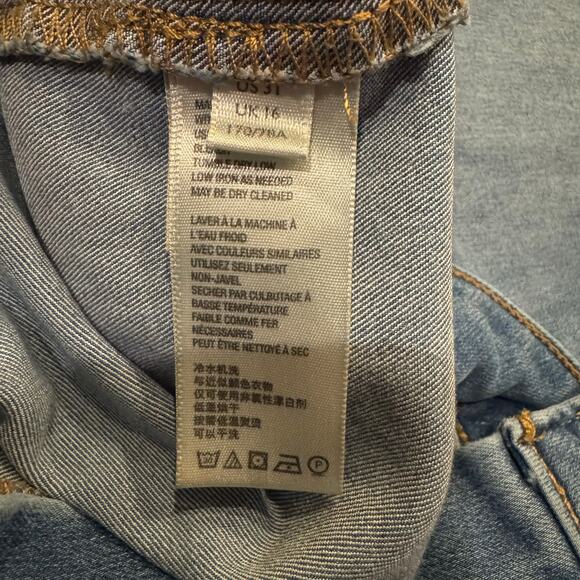 US 31
UK 16
170/78A
MA
US
BLE
TUMBLE DRY LOW
LOW IRON AS NEEDED
MAY BE DRY CLEANED
LAVER À LA MACHINE À
L'EAU FROID
AVEC COULEURS SIMILAIRES
UTILISEZ SEULEMENT
NON-JAVEL
SECHER PAR CULBUTAGE À
BASSE TEMPÉRATURE
FAIBLE COMME FER
NÉCESSAIRES
PEUT ÊTRE NETTOYÉ À SEC
冷水机洗
与近似颜色衣物
仅可使用非氯性漂白剂
低温烘干
按需低温熨烫
可以干洗
P